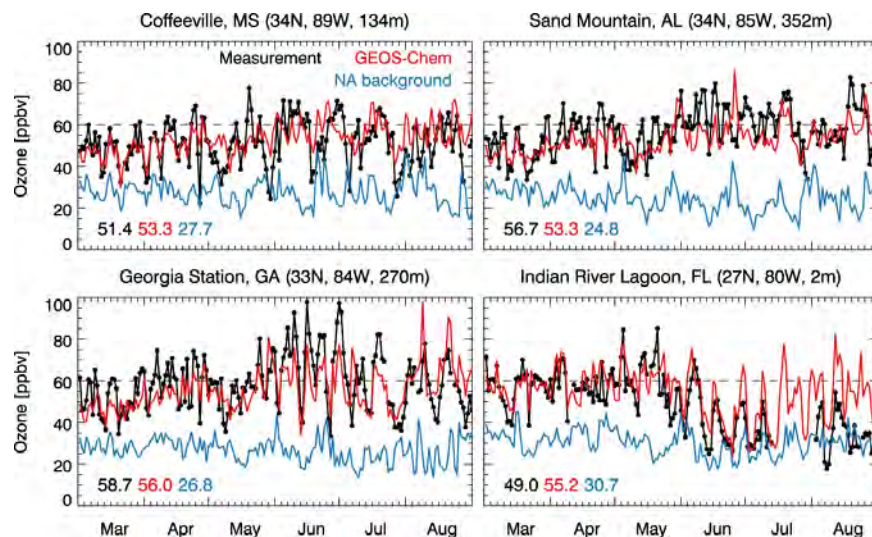 Coffeeville, MS (34N, 89W, 134m)
Sand Mountain, AL (34N, 85W, 352m)
100
80
60
40
20
0
Ozone [ppbv]
Measurement GEOS-Chem
NA background
51.4 53.3 27.7
56.7 53.3 24.8
Georgia Station, GA (33N, 84W, 270m)
Indian River Lagoon, FL (27N, 80W, 2m)
100
80
60
40
20
0
Ozone [ppbv]
58.7 56.0 26.8
49.0 55.2 30.7
Mar Apr May Jun Jul Aug
Mar Apr May Jun Jul Aug